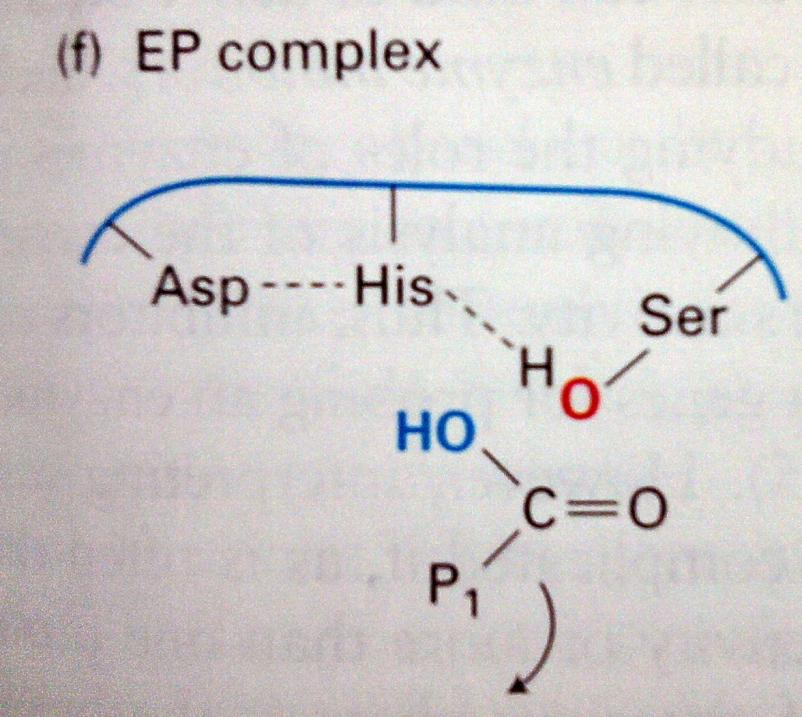 (f) EP complex
Asp His Ser
H O
HO
C=O
P₁